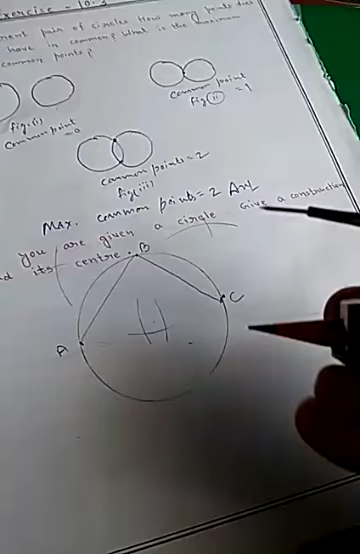 Exercise - 10.3
pair of circles How many points does
have in common? What is the maximum
common points?
fig.(i)
common point
=0
common point
fig(ii) = 1
common points = 2
fig(iii)
Max. common points = 2 Ans
you are given a circle Give a construction
its centre.
B
C
A